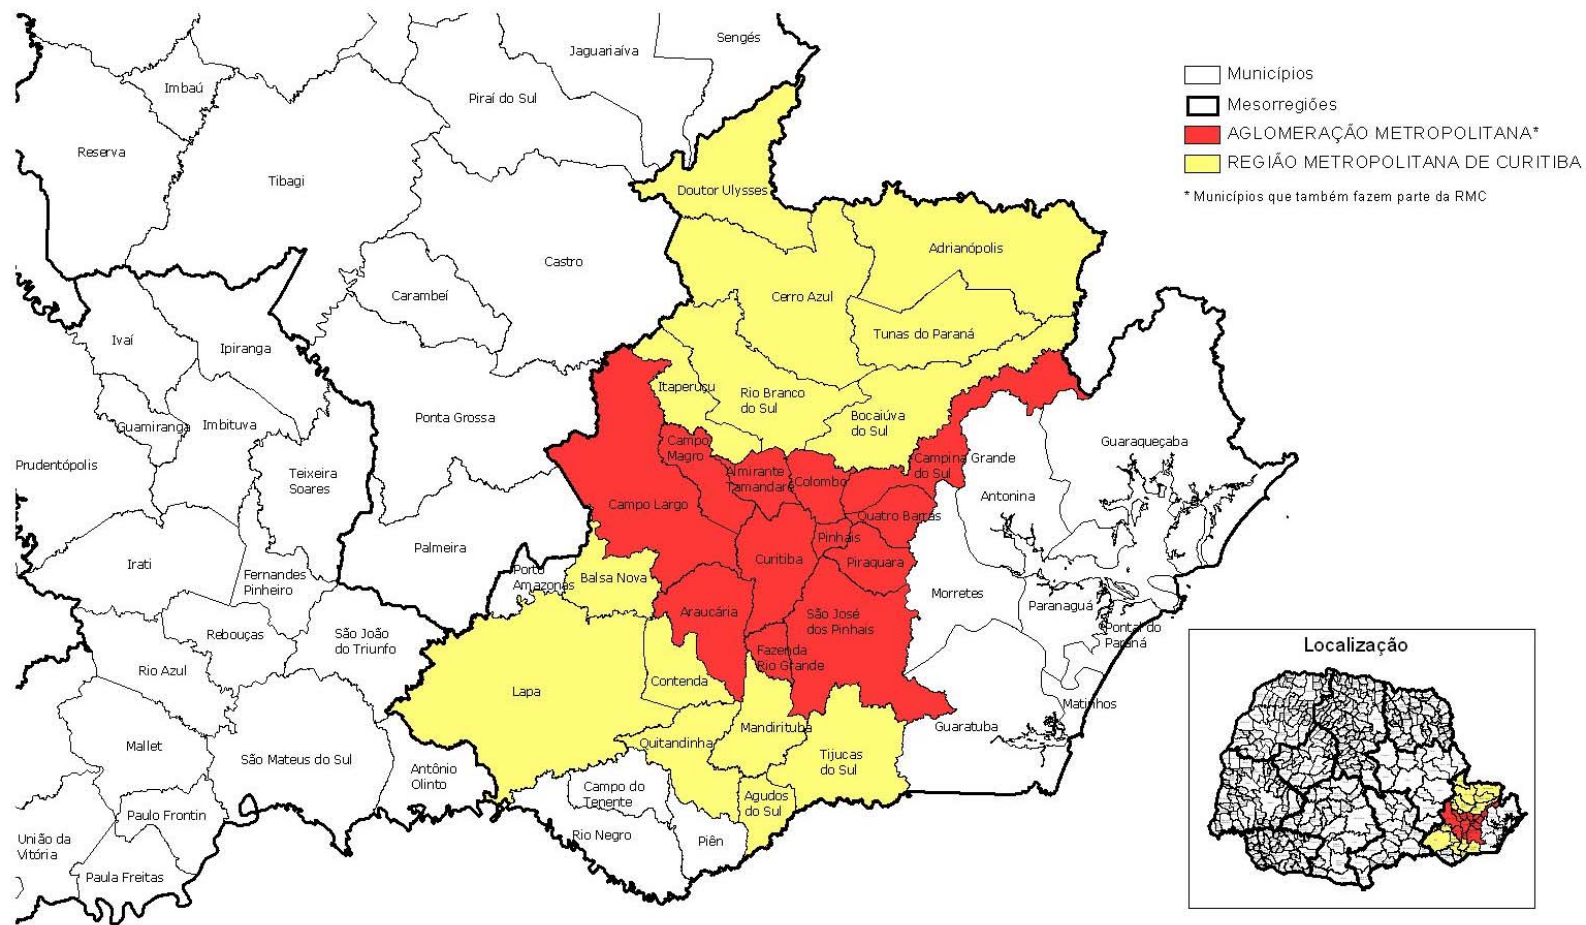 Sengés
Jaguariaíva
Municípios
Imbaú
Piraí do Sul
Mesorregiões
AGLOMERAÇÃO METROPOLITANA*
Reserva
REGIÃO METROPOLITANA DE CURITIBA
Tibagi
Doutor Ulysses
* Municípios que também fazem parte da RMC
Adrianópolis
Castro
Carambeí
Cerro Azul
Ivaí
Ipiranga
Tunas do Paraná
Itaperuçu
Rio Branco
do Sul
Ponta Grossa
Bocaiúva
do Sul
Guamiranga
Imbituva
Campo
Magro
Guaraqueçaba
Prudentópolis
Teixeira
Soares
Almirante
Tamandaré
Colombo
Campina Grande
do Sul
Campo Largo
Antonina
Quatro Barras
Pinhais
Palmeira
Curitiba
Piraquara
Irati
Fernandes
Pinheiro
Porto
Amazonas
Balsa Nova
Morretes
Paranaguá
Araucária
São José
dos Pinhais
Rebouças
São João
do Triunfo
Pontal do
Paraná
Localização
Rio Azul
Fazenda
Rio Grande
Contenda
Lapa
Matinhos
Guaratuba
Mallet
Mandirituba
Quitandinha
São Mateus do Sul
Tijucas
do Sul
Antônio
Olinto
Campo do
Tenente
Agudos
do Sul
Paulo Frontin
Rio Negro
Piên
União da
Vitória
Paula Freitas